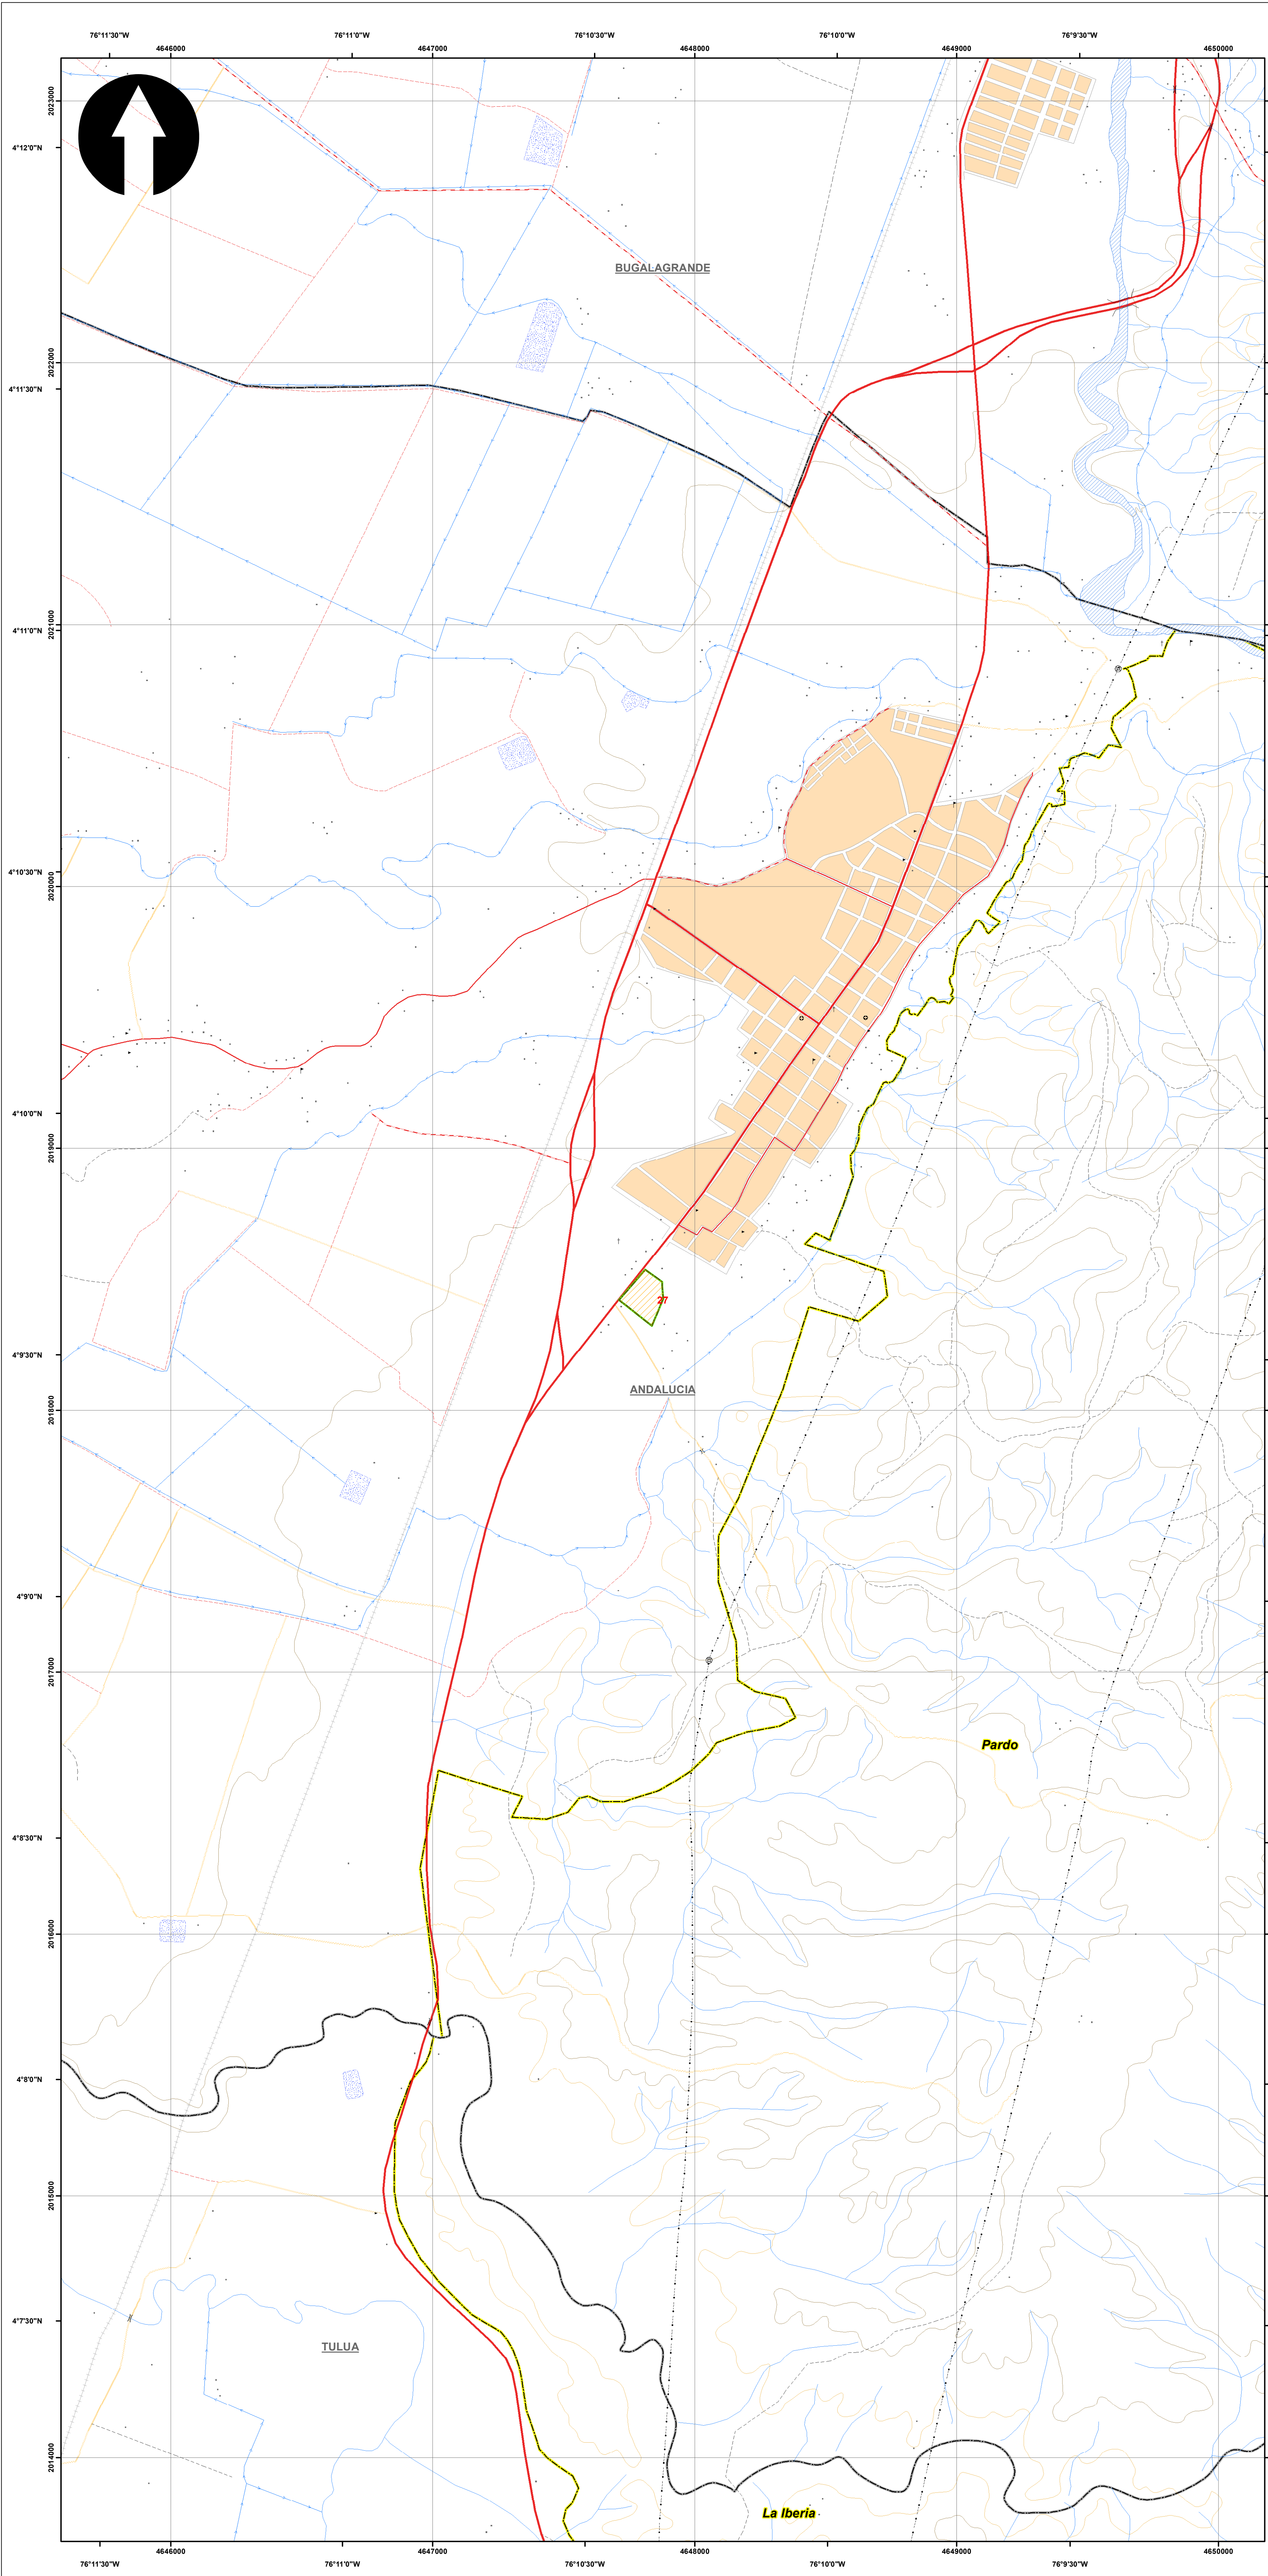 76°11'30"W 76°11'0"W 76°10'30"W 76°10'0"W 76°9'30"W
4646000 4647000 4648000 4649000 4650000
2023000
4°12'0"N
BUGALAGRANDE
2022000
4°11'30"N
2021000
4°11'0"N
4°10'30"N
2020000
4°10'0"N
2019000
27
4°9'30"N
ANDALUCIA
2018000
4°9'0"N
2017000
Pardo
4°8'30"N
2016000
4°8'0"N
2015000
4°7'30"N
TULUA
2014000
La Iberia
4646000 4647000 4648000 4649000 4650000
76°11'30"W 76°11'0"W 76°10'30"W 76°10'0"W 76°9'30"W